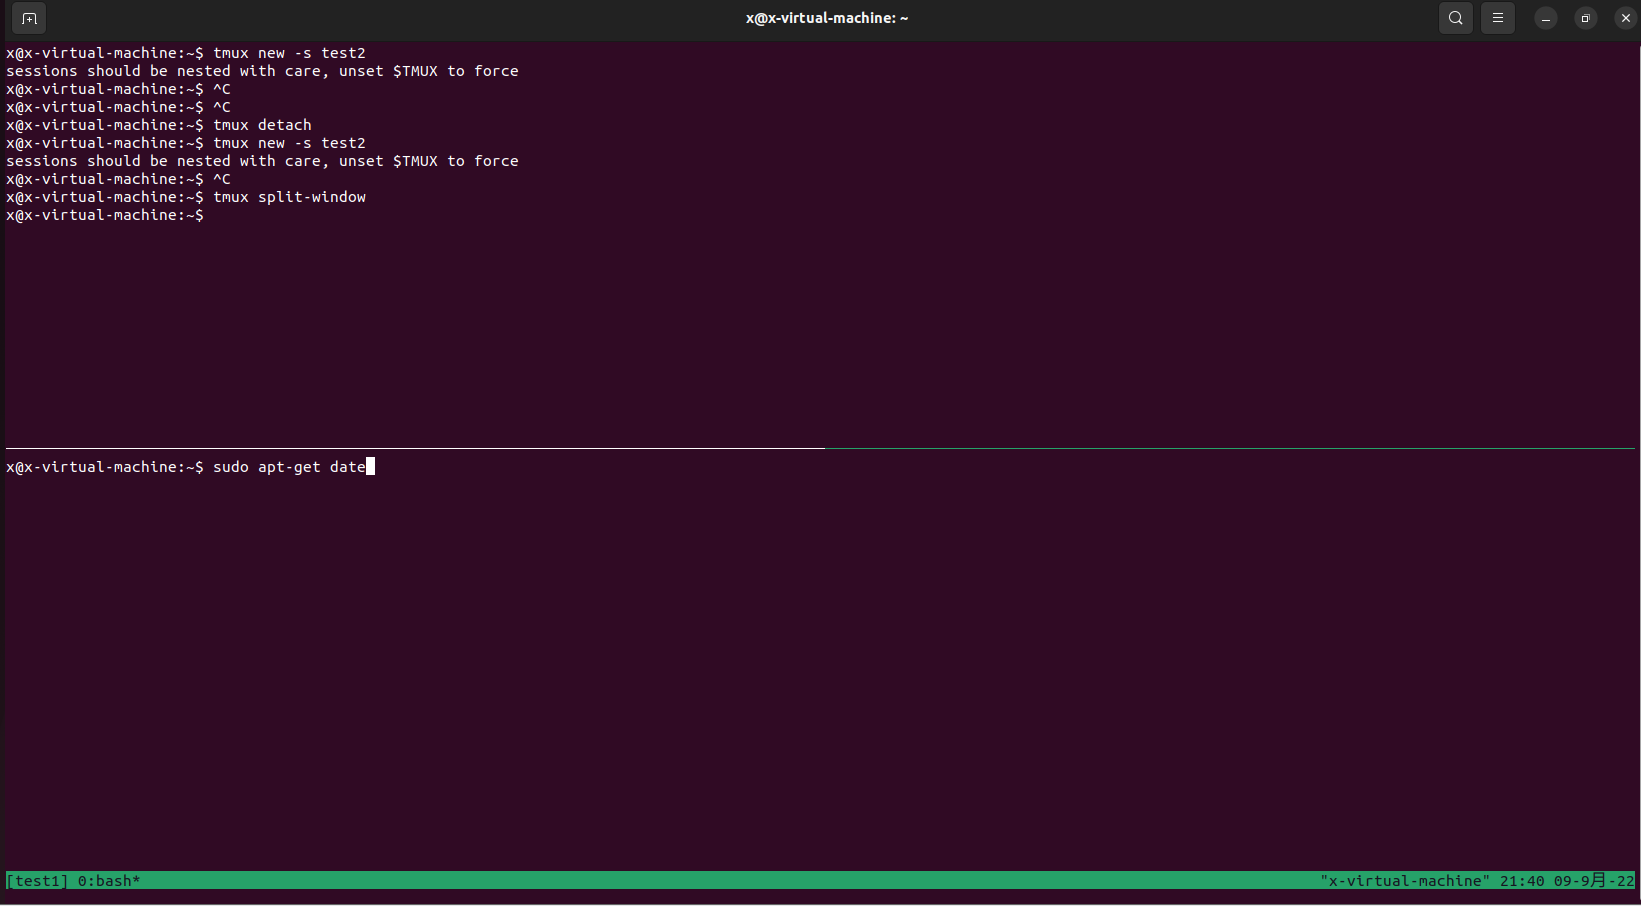 x@x-virtual-machine: ~
x@x-virtual-machine:~$ tmux new -s test2
sessions should be nested with care, unset $TMUX to force
x@x-virtual-machine:~$ ^C
x@x-virtual-machine:~$ ^C
x@x-virtual-machine:~$ tmux detach
x@x-virtual-machine:~$ tmux new -s test2
sessions should be nested with care, unset $TMUX to force
x@x-virtual-machine:~$ ^C
x@x-virtual-machine:~$ tmux split-window
x@x-virtual-machine:~$
x@x-virtual-machine:~$ sudo apt-get date
[test1] 0:bash* "x-virtual-machine" 21:40 09-9月-22